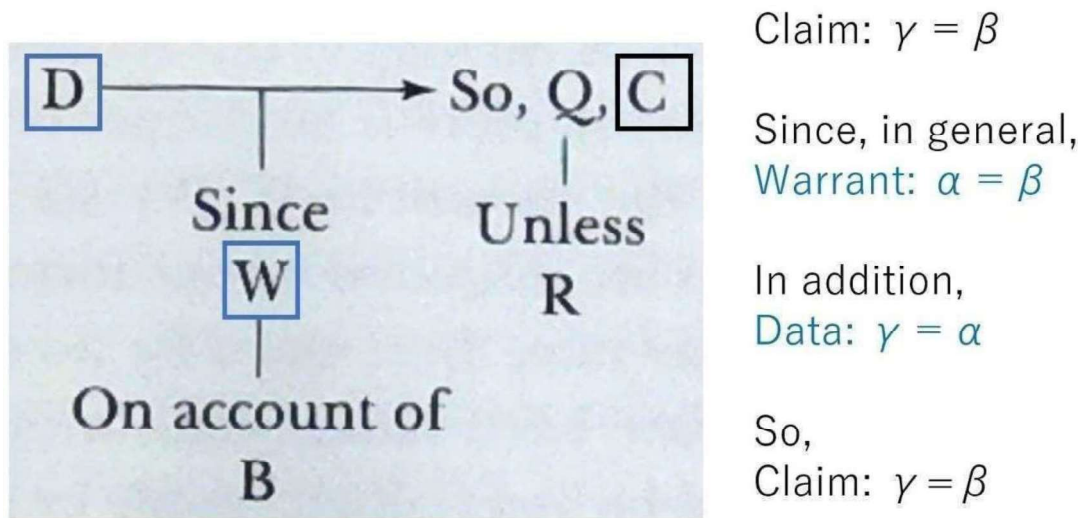 D So, Q, C
Since
W
Unless
R
On account of
B
Claim: γ = β
Since, in general,
Warrant: α = β
In addition,
Data: γ = α
So,
Claim: γ = β